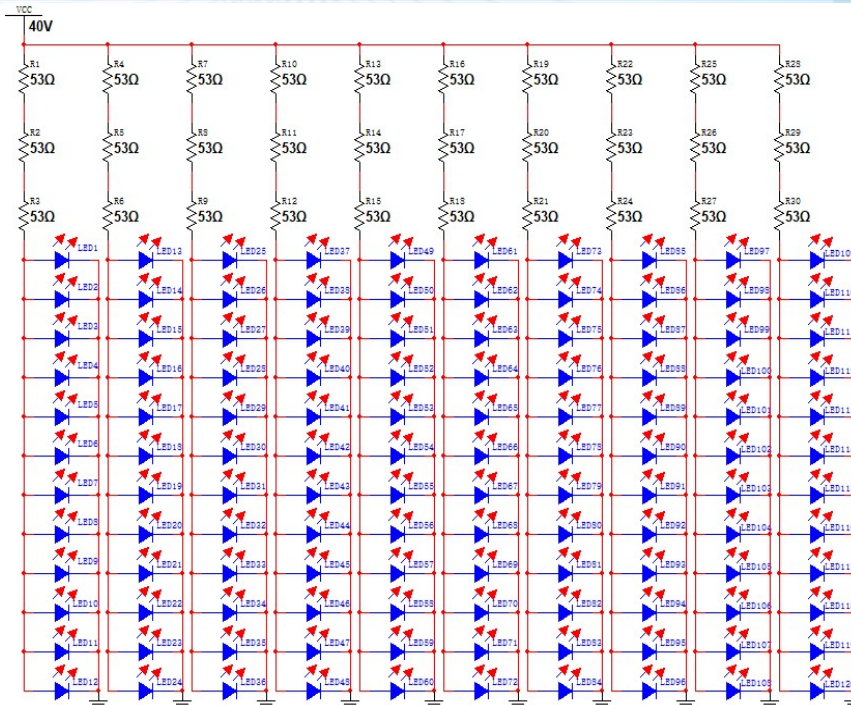 VCC
40V
R1 R4 R7 R10 R13 R16 R19 R22 R25 R28
53Ω 53Ω 53Ω 53Ω 53Ω 53Ω 53Ω 53Ω 53Ω 53Ω
R2 R5 R8 R11 R14 R17 R20 R23 R26 R29
53Ω 53Ω 53Ω 53Ω 53Ω 53Ω 53Ω 53Ω 53Ω 53Ω
R3 R6 R9 R12 R15 R18 R21 R24 R27 R30
53Ω 53Ω 53Ω 53Ω 53Ω 53Ω 53Ω 53Ω 53Ω 53Ω
LED1 LED13 LED25 LED37 LED49 LED61 LED73 LED85 LED97
LED2 LED14 LED26 LED38 LED50 LED62 LED74 LED86 LED98
LED3 LED15 LED27 LED39 LED51 LED63 LED75 LED87 LED99
LED4 LED16 LED28 LED40 LED52 LED64 LED76 LED88 LED100
LED5 LED17 LED29 LED41 LED53 LED65 LED77 LED89 LED101
LED6 LED18 LED30 LED42 LED54 LED66 LED78 LED90 LED102
LED7 LED19 LED31 LED43 LED55 LED67 LED79 LED91 LED103
LED8 LED20 LED32 LED44 LED56 LED68 LED80 LED92 LED104
LED9 LED21 LED33 LED45 LED57 LED69 LED81 LED93 LED105
LED10 LED22 LED34 LED46 LED58 LED70 LED82 LED94 LED106
LED11 LED23 LED35 LED47 LED59 LED71 LED83 LED95 LED107
LED12 LED24 LED36 LED48 LED60 LED72 LED84 LED96 LED108